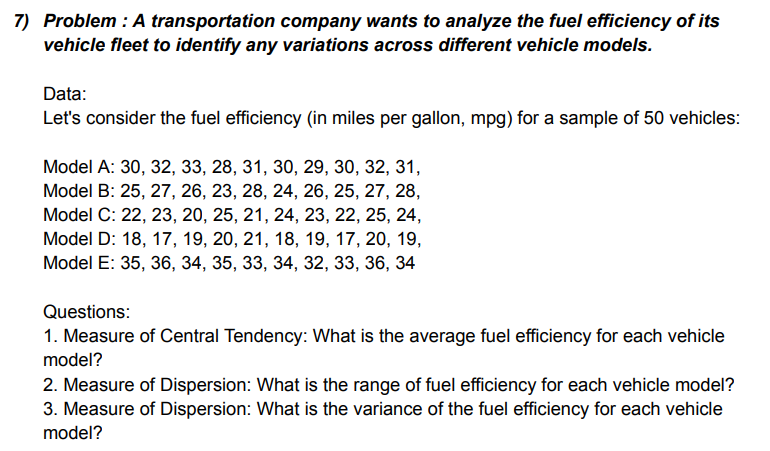 7) Problem : A transportation company wants to analyze the fuel efficiency of its
vehicle fleet to identify any variations across different vehicle models.
Data:
Let's consider the fuel efficiency (in miles per gallon, mpg) for a sample of 50 vehicles:
Model A: 30, 32, 33, 28, 31, 30, 29, 30, 32, 31,
Model B: 25, 27, 26, 23, 28, 24, 26, 25, 27, 28,
Model C: 22, 23, 20, 25, 21, 24, 23, 22, 25, 24,
Model D: 18, 17, 19, 20, 21, 18, 19, 17, 20, 19,
Model E: 35, 36, 34, 35, 33, 34, 32, 33, 36, 34
Questions:
1. Measure of Central Tendency: What is the average fuel efficiency for each vehicle
model?
2. Measure of Dispersion: What is the range of fuel efficiency for each vehicle model?
3. Measure of Dispersion: What is the variance of the fuel efficiency for each vehicle
model?